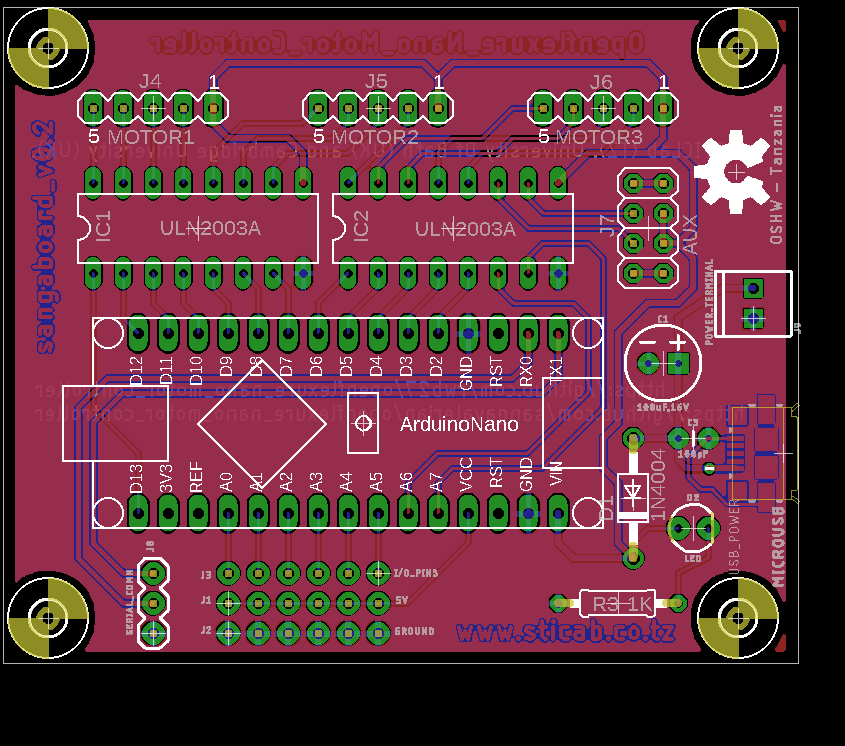 Openflexure_Nano_Motor_Controller
J4 J5 J6
1 1 1
5 MOTOR1 5 MOTOR2 5 MOTOR3
sangaboard_v0.2
OSHW – Tanzania
IC1 ULN2003A IC2 ULN2003A
J7 AUX
POWER_TERMINAL
C1
100uF,16V
D12 D11 D10 D9 D8 D7 D6 D5 D4 D3 D2 GND RST RX0 TX1
ArduinoNano
D13 3V3 REF A0 A1 A2 A3 A4 A5 A6 A7 VCC RST GND VIN
D1 1N4004
C3
D2
LED
USB_POWER
MICROUSB
SERIAL_COMM
J3 I/O_PINS
J1 5V
J2 GROUND
R3 1K
www.sticab.co.tz